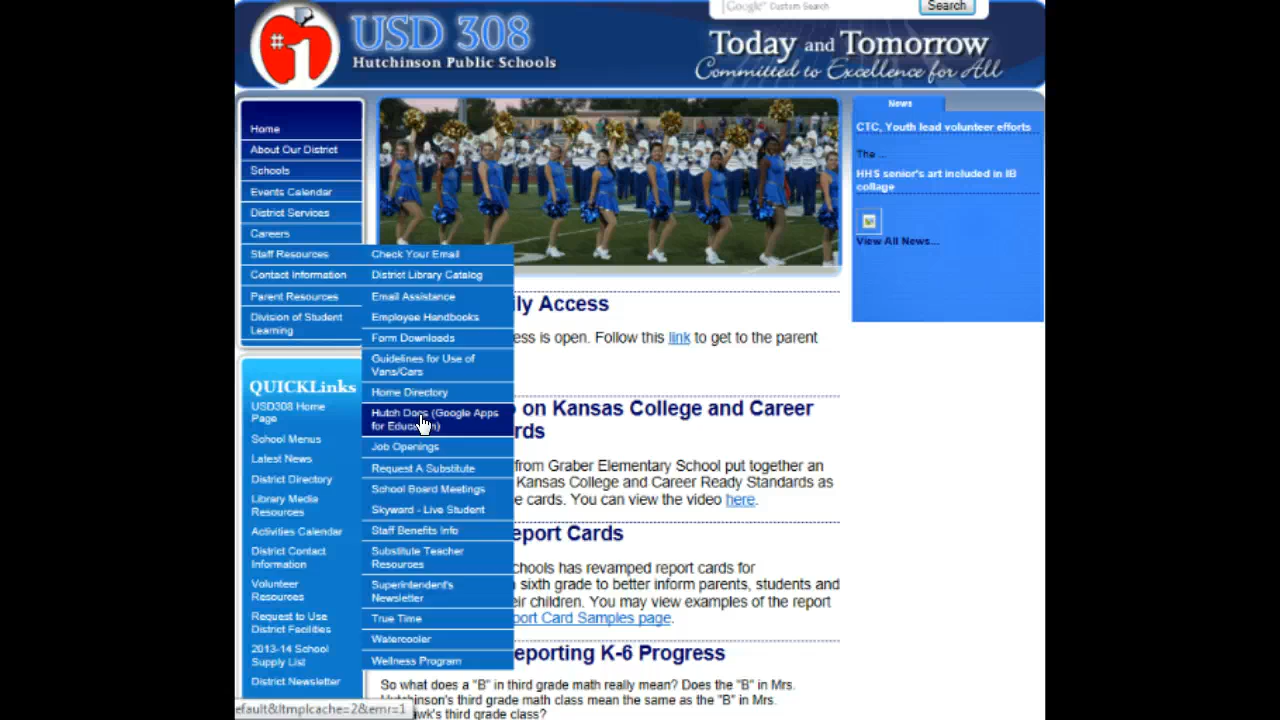 Google™ Custom Search
Search
#1
USD 308
Hutchinson Public Schools
Today and Tomorrow
Committed to Excellence for All
Home
About Our District
Schools
Events Calendar
District Services
Careers
Staff Resources
Contact Information
Parent Resources
Division of Student
Learning
Check Your Email
District Library Catalog
Email Assistance
Employee Handbooks
Form Downloads
Guidelines for Use of
Vans/Cars
Home Directory
Hutch Docs (Google Apps
for Education)
Job Openings
Request A Substitute
School Board Meetings
Skyward - Live Student
Staff Benefits Info
Substitute Teacher
Resources
Superintendent's
Newsletter
True Time
Watercooler
Wellness Program
QUICKLinks
USD308 Home
Page
School Menus
Latest News
District Directory
Library Media
Resources
Activities Calendar
District Contact
Information
Volunteer
Resources
Request to Use
District Facilities
2013-14 School
Supply List
District Newsletter
efault&ltmplcache=2&emr=1
ily Access
ess is open. Follow this link to get to the parent
on Kansas College and Career
rds
from Graber Elementary School put together an
Kansas College and Career Ready Standards as
e cards. You can view the video here.
eport Cards
chools has revamped report cards for
sixth grade to better inform parents, students and
eir children. You may view examples of the report
port Card Samples page.
eporting K-6 Progress
So what does a "B" in third grade math really mean? Does the "B" in Mrs.
Hutchinson's third grade math class mean the same as the "B" in Mrs.
wk's third grade class?
News
CTC, Youth lead volunteer efforts
The ...
HHS senior's art included in IB
collage
View All News...